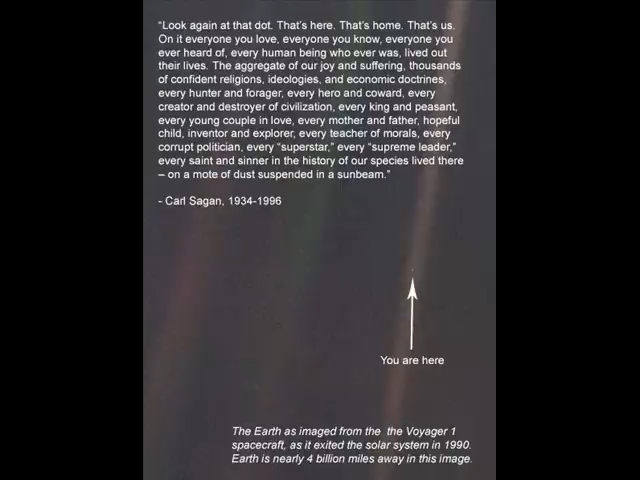 “Look again at that dot. That’s here. That’s home. That’s us.
On it everyone you love, everyone you know, everyone you
ever heard of, every human being who ever was, lived out
their lives. The aggregate of our joy and suffering, thousands
of confident religions, ideologies, and economic doctrines,
every hunter and forager, every hero and coward, every
creator and destroyer of civilization, every king and peasant,
every young couple in love, every mother and father, hopeful
child, inventor and explorer, every teacher of morals, every
corrupt politician, every “superstar,” every “supreme leader,”
every saint and sinner in the history of our species lived there
– on a mote of dust suspended in a sunbeam.”
- Carl Sagan, 1934-1996
You are here
The Earth as imaged from the the Voyager 1
spacecraft, as it exited the solar system in 1990.
Earth is nearly 4 billion miles away in this image.